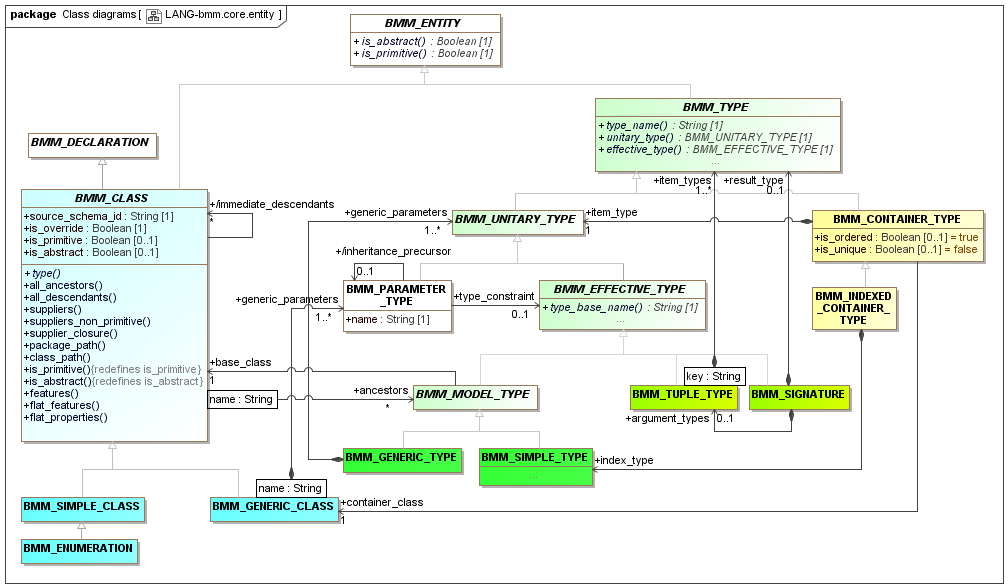 package Class diagrams [ LANG-bmm.core.entity ]
BMM_ENTITY
+ is_abstract() : Boolean [1]
+ is_primitive() : Boolean [1]
BMM_TYPE
+ type_name() : String [1]
+ unitary_type() : BMM_UNITARY_TYPE [1]
+ effective_type() : BMM_EFFECTIVE_TYPE [1]
...
BMM_DECLARATION
+item_types
1..*
+result_type
0..1
BMM_CLASS
+source_schema_id : String [1]
+is_override : Boolean [1]
+is_primitive : Boolean [0..1]
+is_abstract : Boolean [0..1]
+ type()
+all_ancestors()
+all_descendants()
+suppliers()
+suppliers_non_primitive()
+supplier_closure()
+package_path()
+class_path()
+is_primitive(){redefines is_primitive}
+is_abstract(){redefines is_abstract}
+features()
+flat_features()
+flat_properties()
+/immediate_descendants
*
+generic_parameters
1..*
BMM_UNITARY_TYPE
+item_type
1
BMM_CONTAINER_TYPE
+is_ordered : Boolean [0..1] = true
+is_unique : Boolean [0..1] = false
+/inheritance_precursor
0..1
BMM_PARAMETER
_TYPE
+name : String [1]
+generic_parameters
1..*
+type_constraint
0..1
BMM_EFFECTIVE_TYPE
+ type_base_name() : String [1]
...
BMM_INDEXED
_CONTAINER_
TYPE
+base_class
1
name : String
+ancestors
*
BMM_MODEL_TYPE
key : String
BMM_TUPLE_TYPE
BMM_SIGNATURE
+argument_types
0..1
BMM_GENERIC_TYPE
BMM_SIMPLE_TYPE
...
+index_type
name : String
BMM_SIMPLE_CLASS
BMM_GENERIC_CLASS
+container_class
1
BMM_ENUMERATION